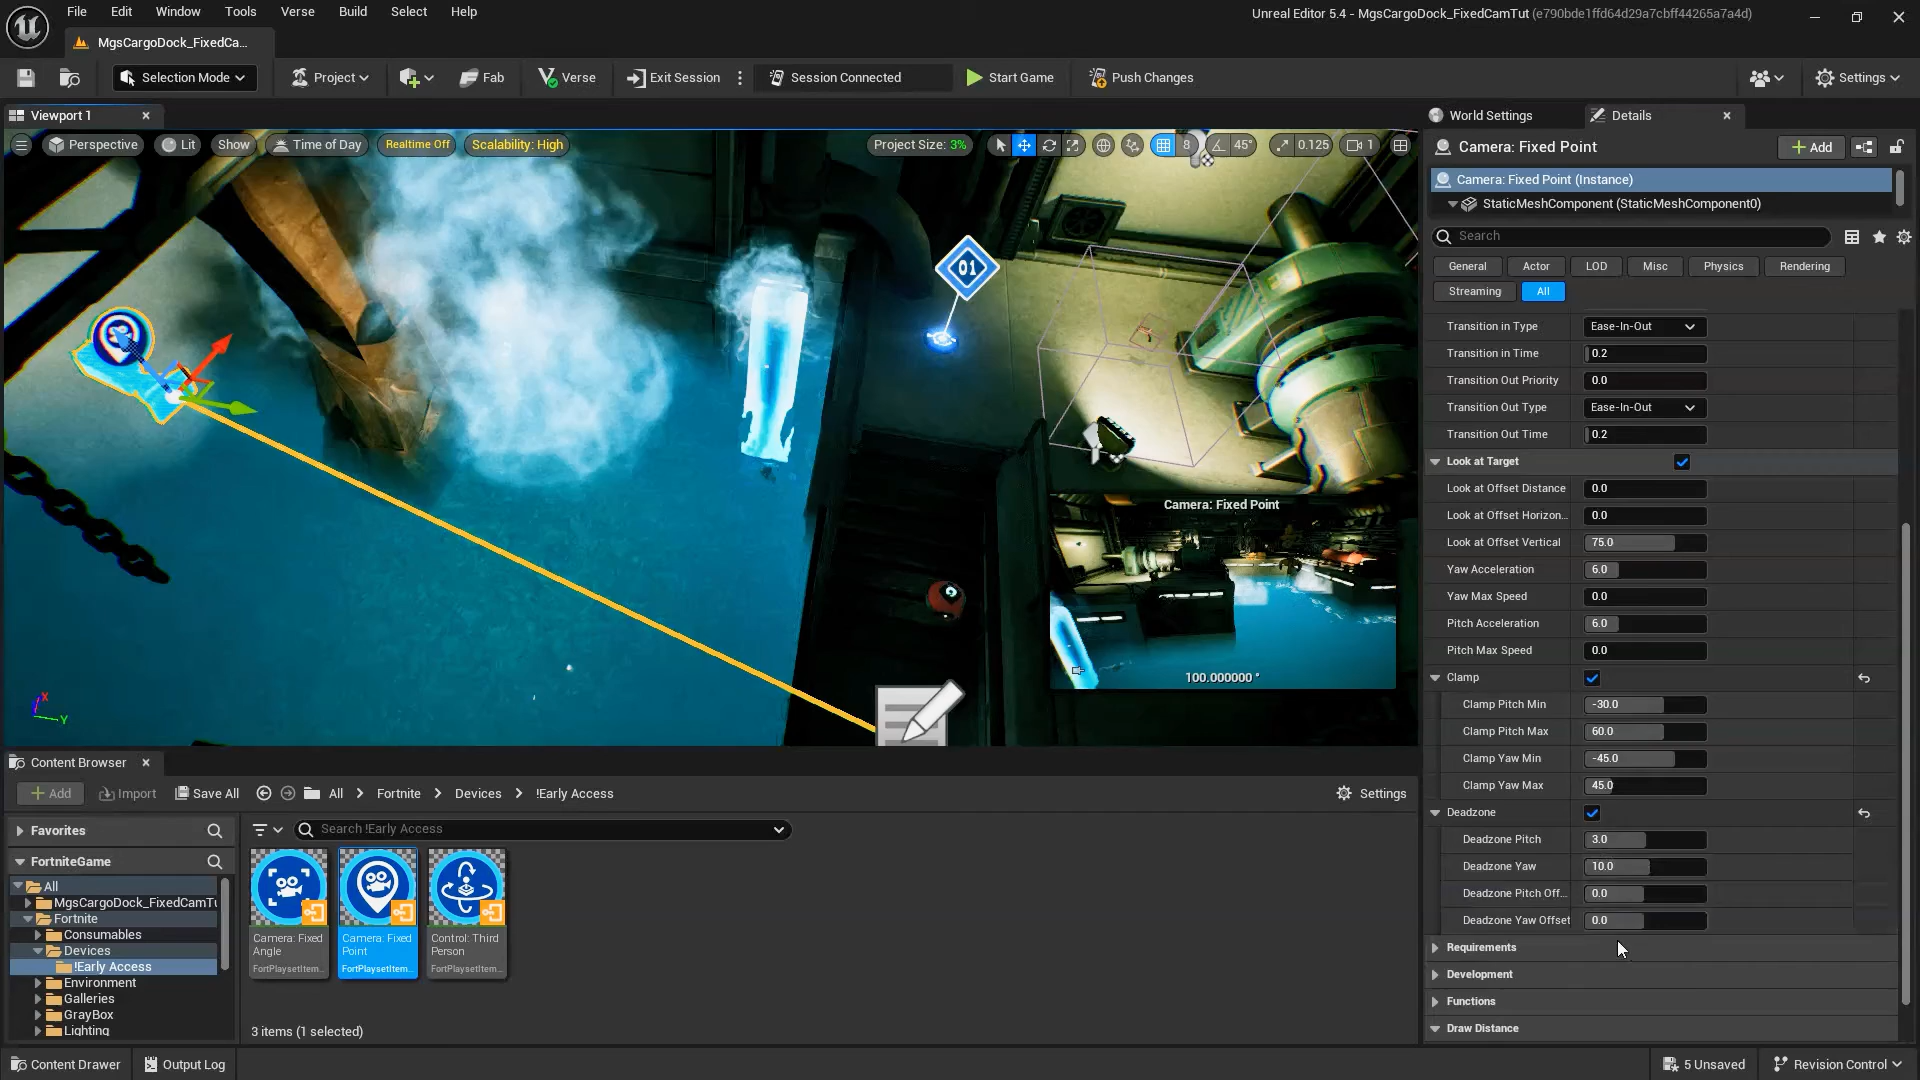 File Edit Window Tools Verse Build Select Help
Unreal Editor 5.4 - MgsCargoDock_FixedCamTut (e790bde1ffd64d29a7cbff44265a7a4d)
MgsCargoDock_FixedCa...
Selection Mode Project Fab Verse Exit Session Session Connected Start Game Push Changes Settings
Viewport 1
Perspective Lit Show Time of Day Realtime Off Scalability: High Project Size: 3% 8 45° 0.125 1
01
Camera: Fixed Point
100.000000 °
X
Y
World Settings Details
Camera: Fixed Point Add
Camera: Fixed Point (Instance)
StaticMeshComponent (StaticMeshComponent0)
Search
General Actor LOD Misc Physics Rendering
Streaming All
Transition in Type Ease-In-Out
Transition in Time 0.2
Transition Out Priority 0.0
Transition Out Type Ease-In-Out
Transition Out Time 0.2
Look at Target
Look at Offset Distance 0.0
Look at Offset Horizon... 0.0
Look at Offset Vertical 75.0
Yaw Acceleration 6.0
Yaw Max Speed 0.0
Pitch Acceleration 6.0
Pitch Max Speed 0.0
Clamp
Clamp Pitch Min -30.0
Clamp Pitch Max 60.0
Clamp Yaw Min -45.0
Clamp Yaw Max 45.0
Deadzone
Deadzone Pitch 3.0
Deadzone Yaw 10.0
Deadzone Pitch Off... 0.0
Deadzone Yaw Offset 0.0
Requirements
Development
Functions
Draw Distance
Content Browser
Add Import Save All All Fortnite Devices !Early Access Settings
Favorites
Search !Early Access
FortniteGame
All
MgsCargoDock_FixedCamTu
Fortnite
Consumables
Devices
!Early Access
Environment
Galleries
GrayBox
Lighting
Camera: Fixed
Angle
FortPlaysetItem...
Camera: Fixed
Point
FortPlaysetItem...
Control: Third
Person
FortPlaysetItem...
3 items (1 selected)
Content Drawer Output Log 5 Unsaved Revision Control